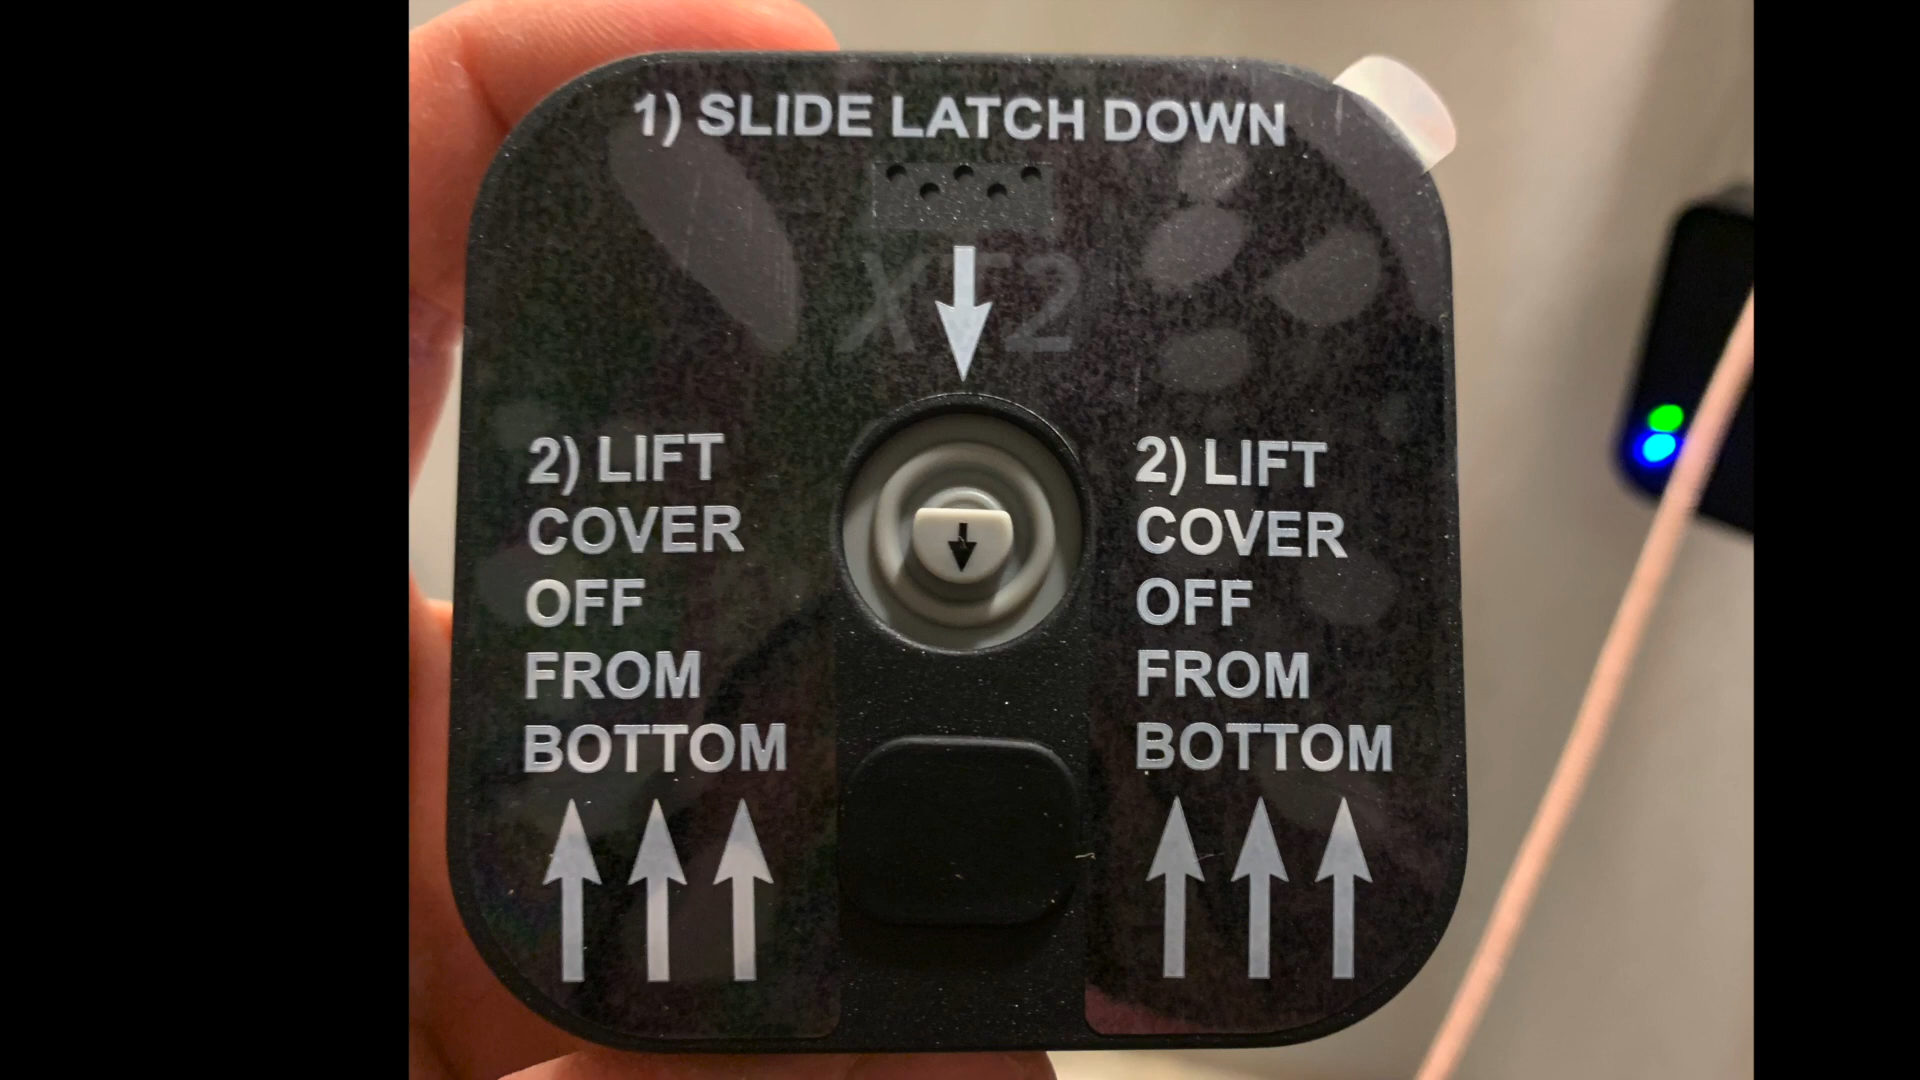 1) SLIDE LATCH DOWN
XT2
2) LIFT
COVER
OFF
FROM
BOTTOM
2) LIFT
COVER
OFF
FROM
BOTTOM